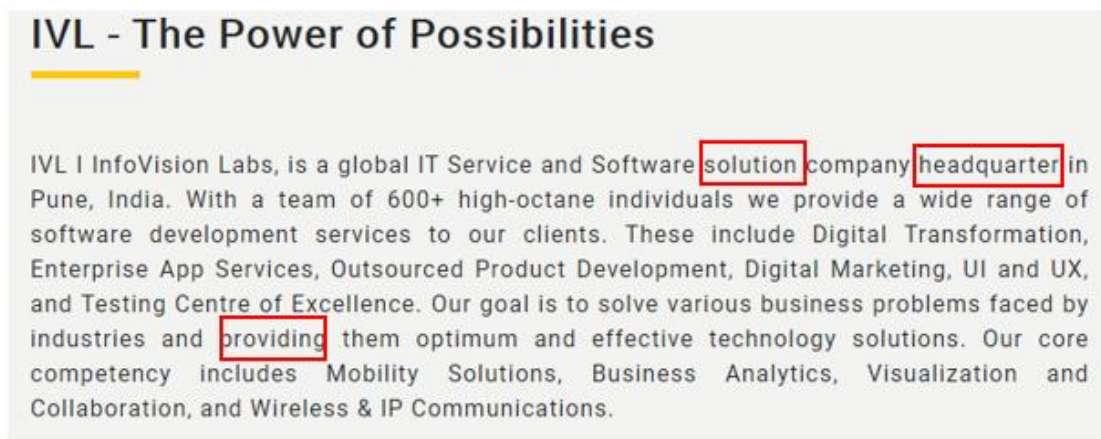 IVL - The Power of Possibilities
IVL I InfoVision Labs, is a global IT Service and Software solution company headquarter in
Pune, India. With a team of 600+ high-octane individuals we provide a wide range of
software development services to our clients. These include Digital Transformation,
Enterprise App Services, Outsourced Product Development, Digital Marketing, UI and UX,
and Testing Centre of Excellence. Our goal is to solve various business problems faced by
industries and providing them optimum and effective technology solutions. Our core
competency includes Mobility Solutions, Business Analytics, Visualization and
Collaboration, and Wireless & IP Communications.